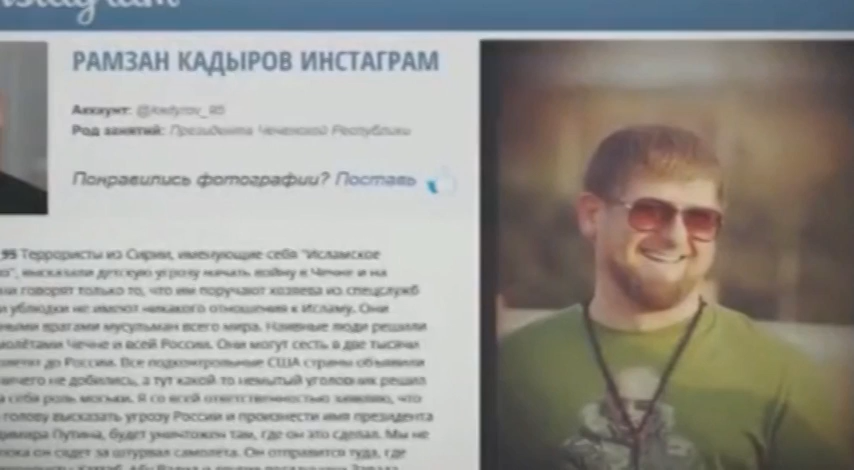 РАМЗАН КАДЫРОВ ИНСТАГРАМ
Аккаунт: @kadyrov_95
Род занятий: Президента Чеченской Республики
Понравились фотографии? Поставь
95 Террористы из Сирии, именующие себя "Исламское
высказали детскую угрозу начать войну в Чечне и на
говорят только то, что им поручают хозяева из спецслужб
ублюдки не имеют никакого отношения к Исламу. Они
врагами мусульман всего мира. Наивные люди решили
Чечне и всей России. Они могут сесть в две тысячи
до России. Все подконтрольные США страны объявили
ничего не добились, а тут какой то немытый уголовник решил
себя роль моськи. Я со всей ответственностью заявляю, что
голову высказать угрозу России и произнести имя президента
Путина, будет уничтожен там, где он это сделал. Мы не
он сядет за штурвал самолета. Он отправится туда, где